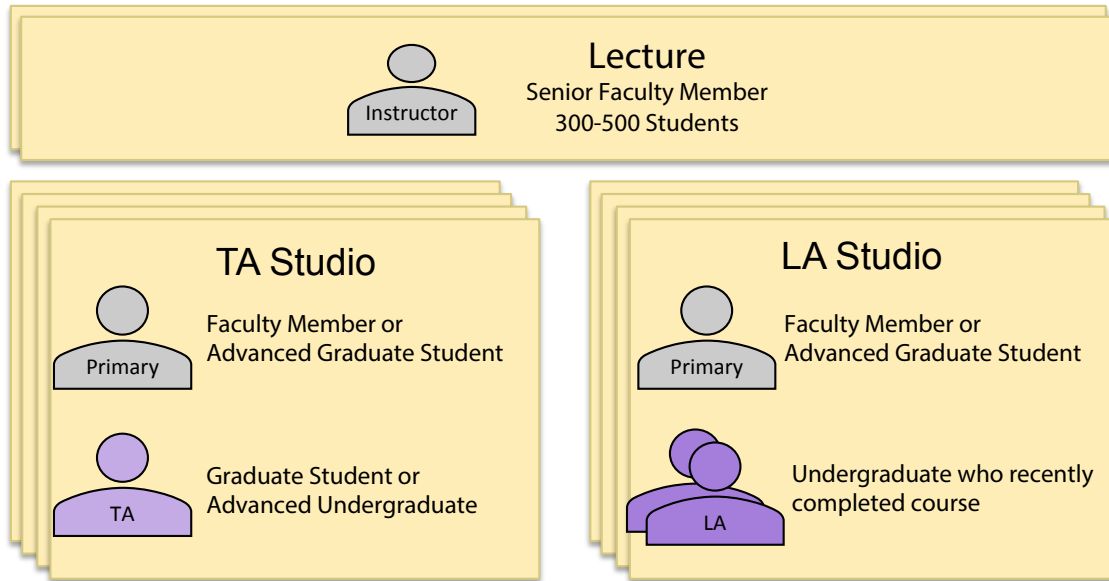 Lecture
Senior Faculty Member
300-500 Students
Instructor
TA Studio
Faculty Member or
Advanced Graduate Student
Primary
Graduate Student or
Advanced Undergraduate
TA
LA Studio
Faculty Member or
Advanced Graduate Student
Primary
Undergraduate who recently
completed course
LA